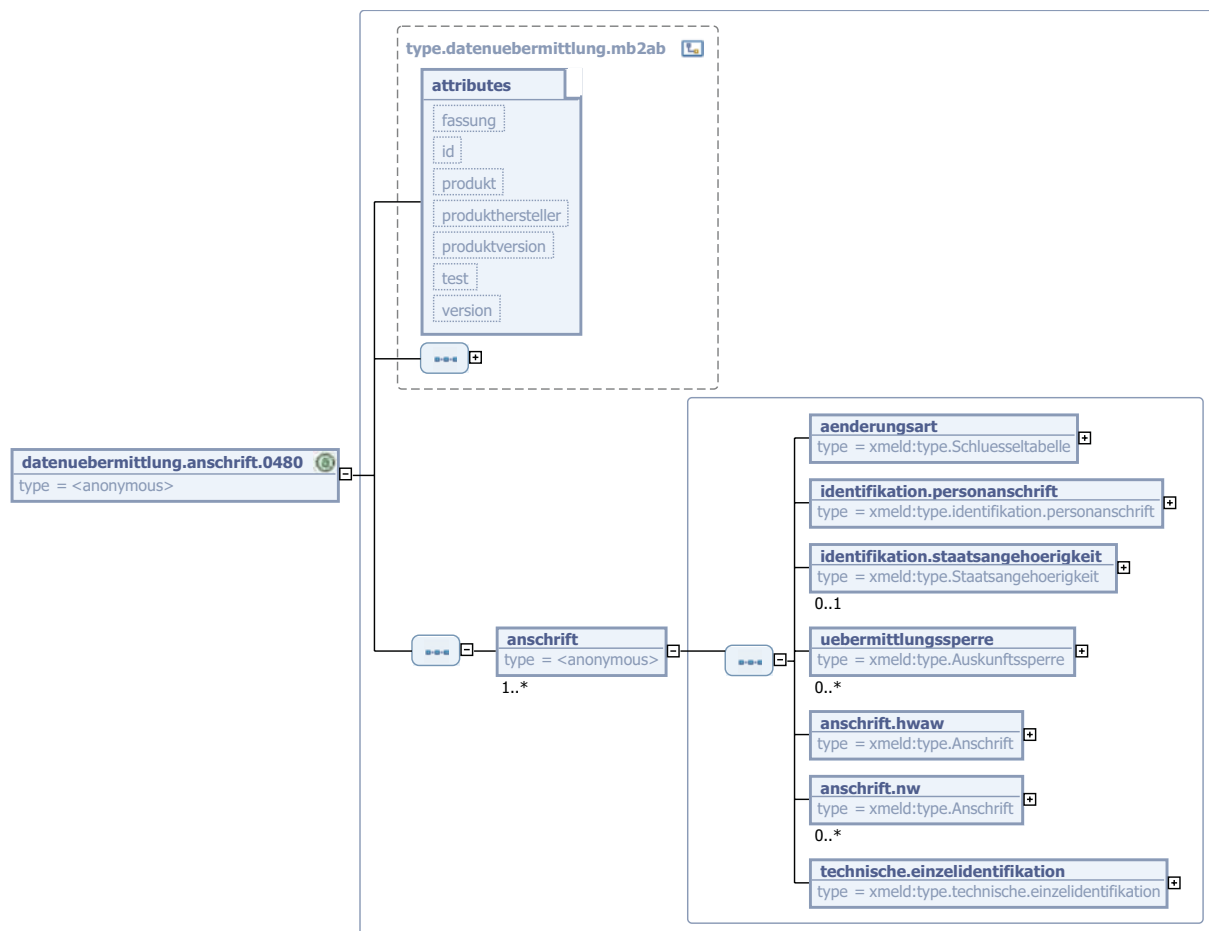 type.datenuebermittlung.mb2ab
attributes
fassung
id
produkt
produkthersteller
produktversion
test
version
datenuebermittlung.anschrift.0480
type = <anonymous>
anschrift
type = <anonymous>
1..*
aenderungsart
type = xmeld:type.Schluesseltabelle
identifikation.personanschrift
type = xmeld:type.identifikation.personanschrift
identifikation.staatsangehoerigkeit
type = xmeld:type.Staatsangehoerigkeit
0..1
uebermittlungssperre
type = xmeld:type.Auskunftssperre
0..*
anschrift.hwaw
type = xmeld:type.Anschrift
anschrift.nw
type = xmeld:type.Anschrift
0..*
technische.einzelidentifikation
type = xmeld:type.technische.einzelidentifikation